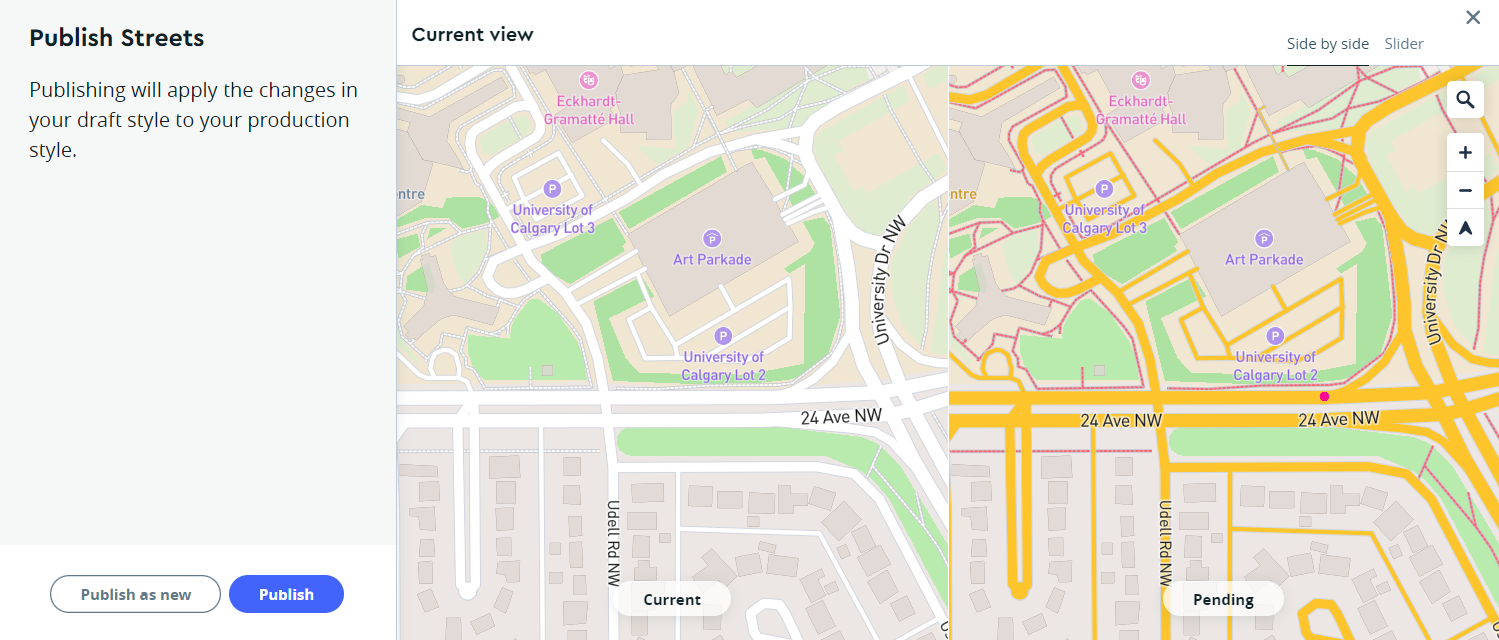 Publish Streets
Publishing will apply the changes in
your draft style to your production
style.
Publish as new
Publish
Current view
Side by side
Slider
Eckhardt-
Gramatté Hall
entre
P
University of
Calgary Lot 3
P
Art Parkade
P
University of
Calgary Lot 2
University Dr NW
24 Ave NW
Udell Rd NW
Current
Eckhardt-
Gramatté Hall
ntre
P
University of
Calgary Lot 3
P
Art Parkade
P
University of
Calgary Lot 2
University Dr NW
24 Ave NW
24 Ave NW
Udell Rd NW
Pending